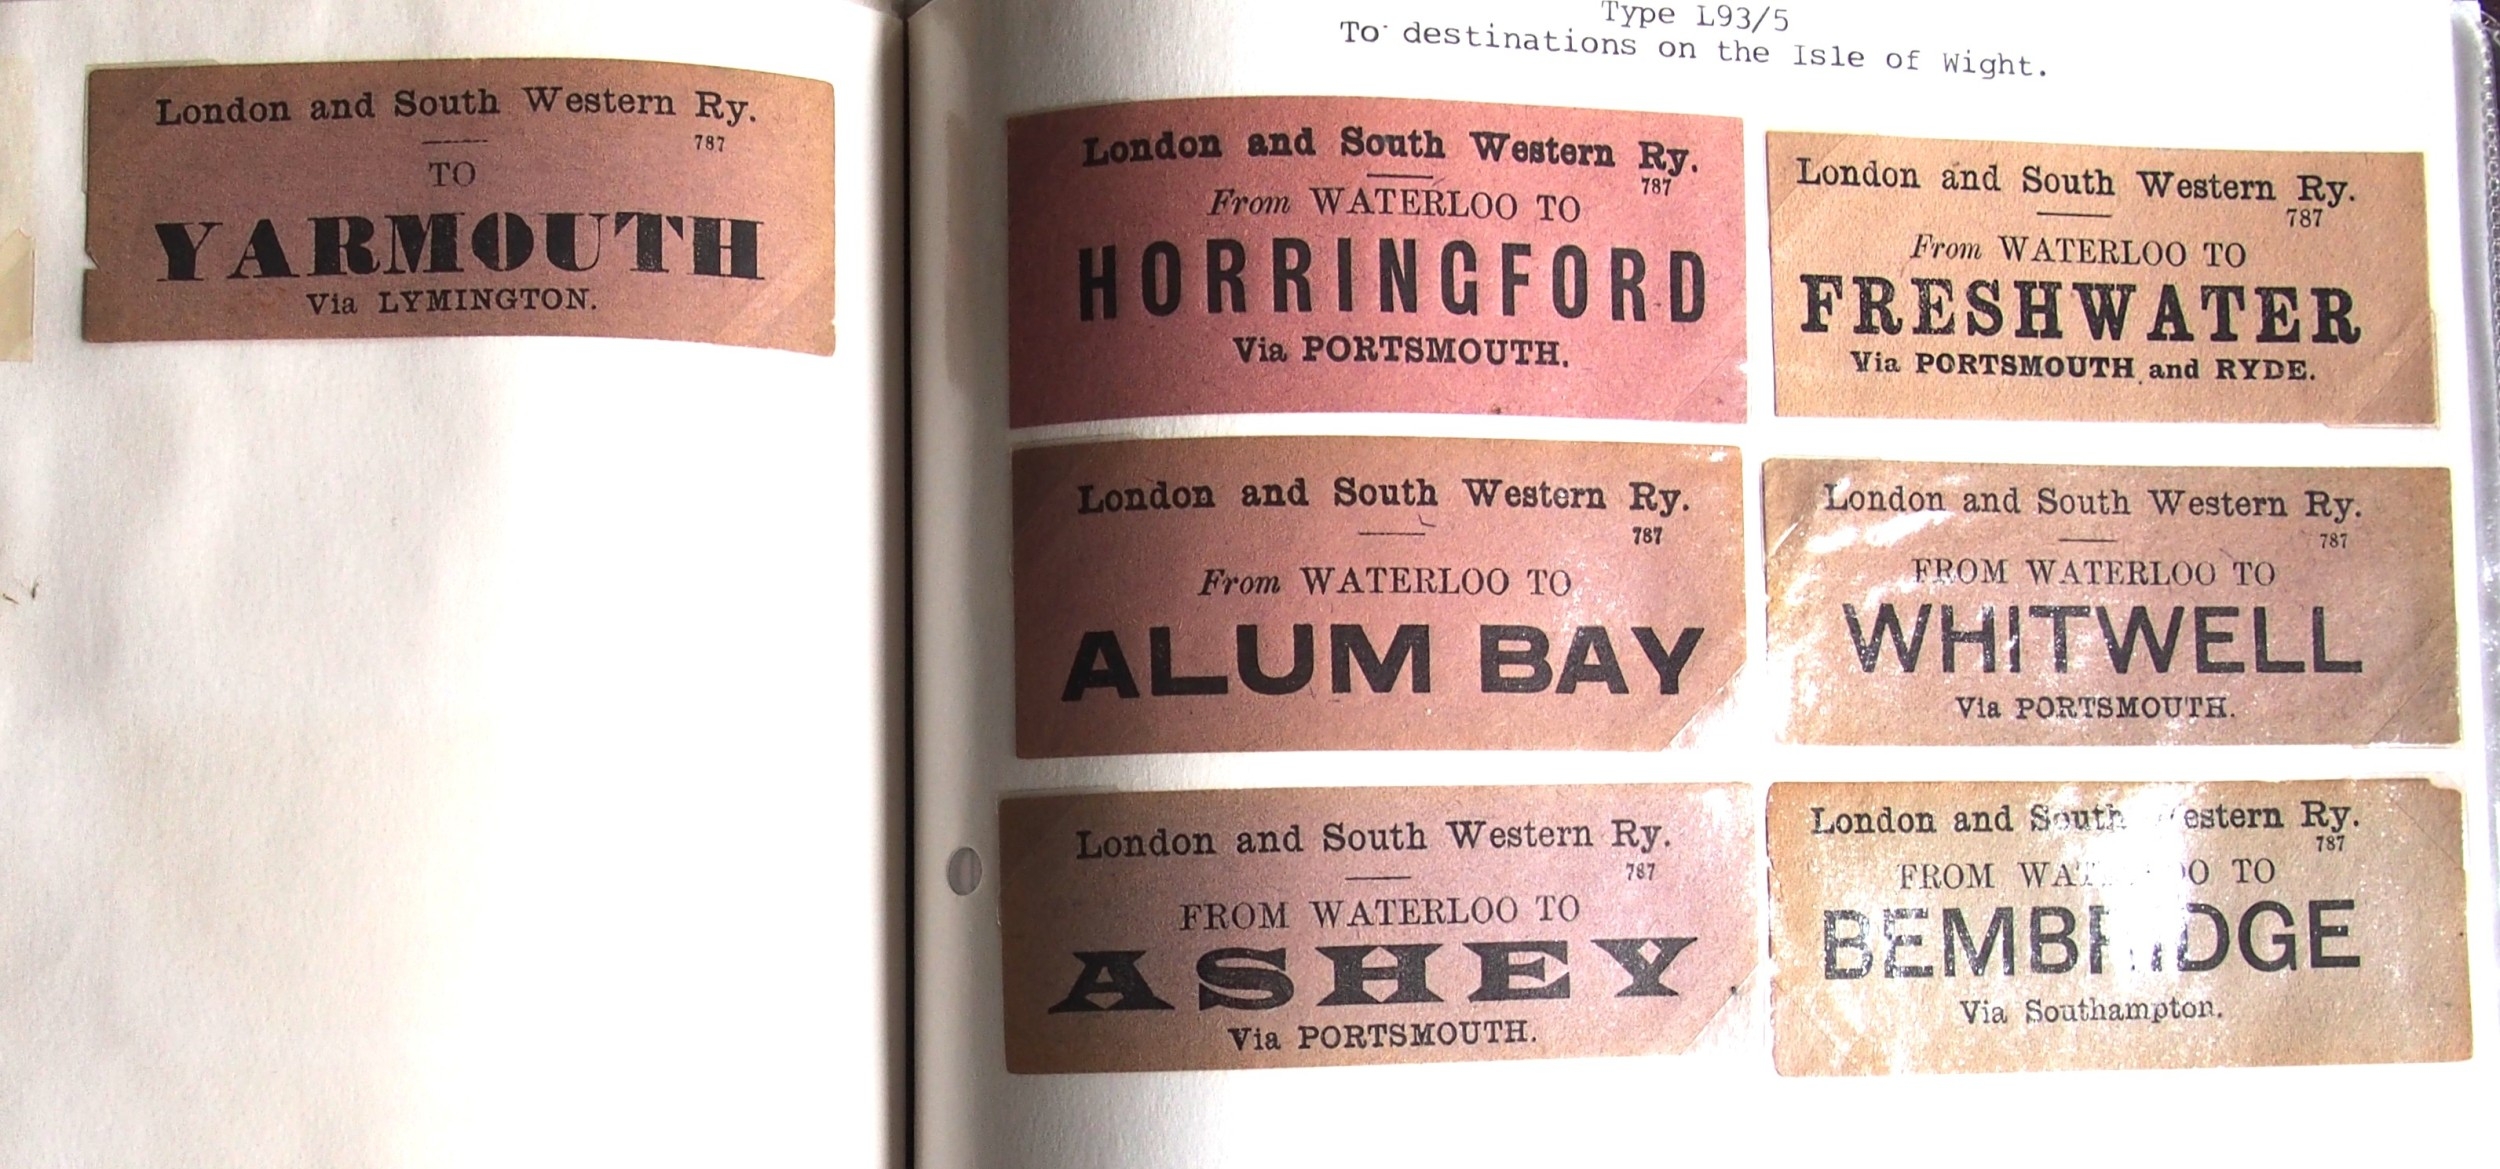 London and South Western Ry.
787
TO
YARMOUTH
Via LYMINGTON.
Type L93/5
To destinations on the Isle of Wight.
London and South Western Ry.
787
From WATERLOO TO
HORRINGFORD
Via PORTSMOUTH.
London and South Western Ry.
787
From WATERLOO TO
FRESHWATER
Via PORTSMOUTH and RYDE.
London and South Western Ry.
787
From WATERLOO TO
ALUM BAY
London and South Western Ry.
787
FROM WATERLOO TO
WHITWELL
Via PORTSMOUTH.
London and South Western Ry.
787
FROM WATERLOO TO
ASHEY
Via PORTSMOUTH.
London and South Western Ry.
787
FROM WATERLOO TO
BEMBRIDGE
Via Southampton.